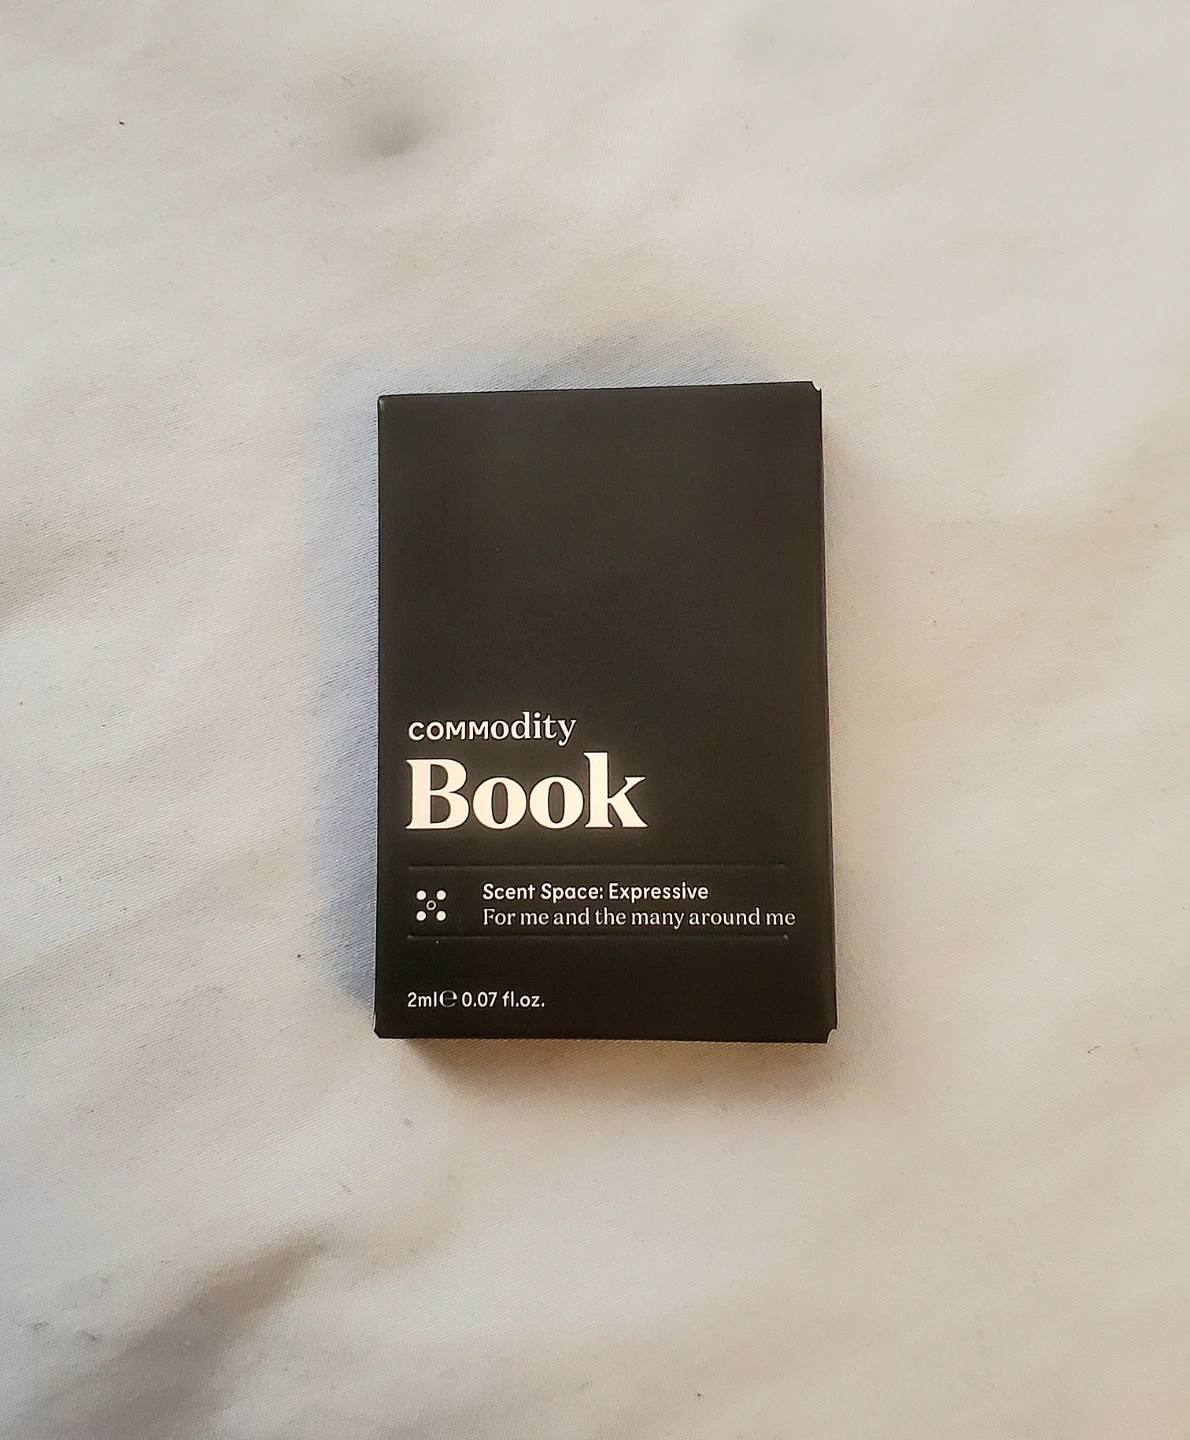 COMModity
Book
Scent Space: Expressive
For me and the many around me
2ml℮ 0.07 fl.oz.